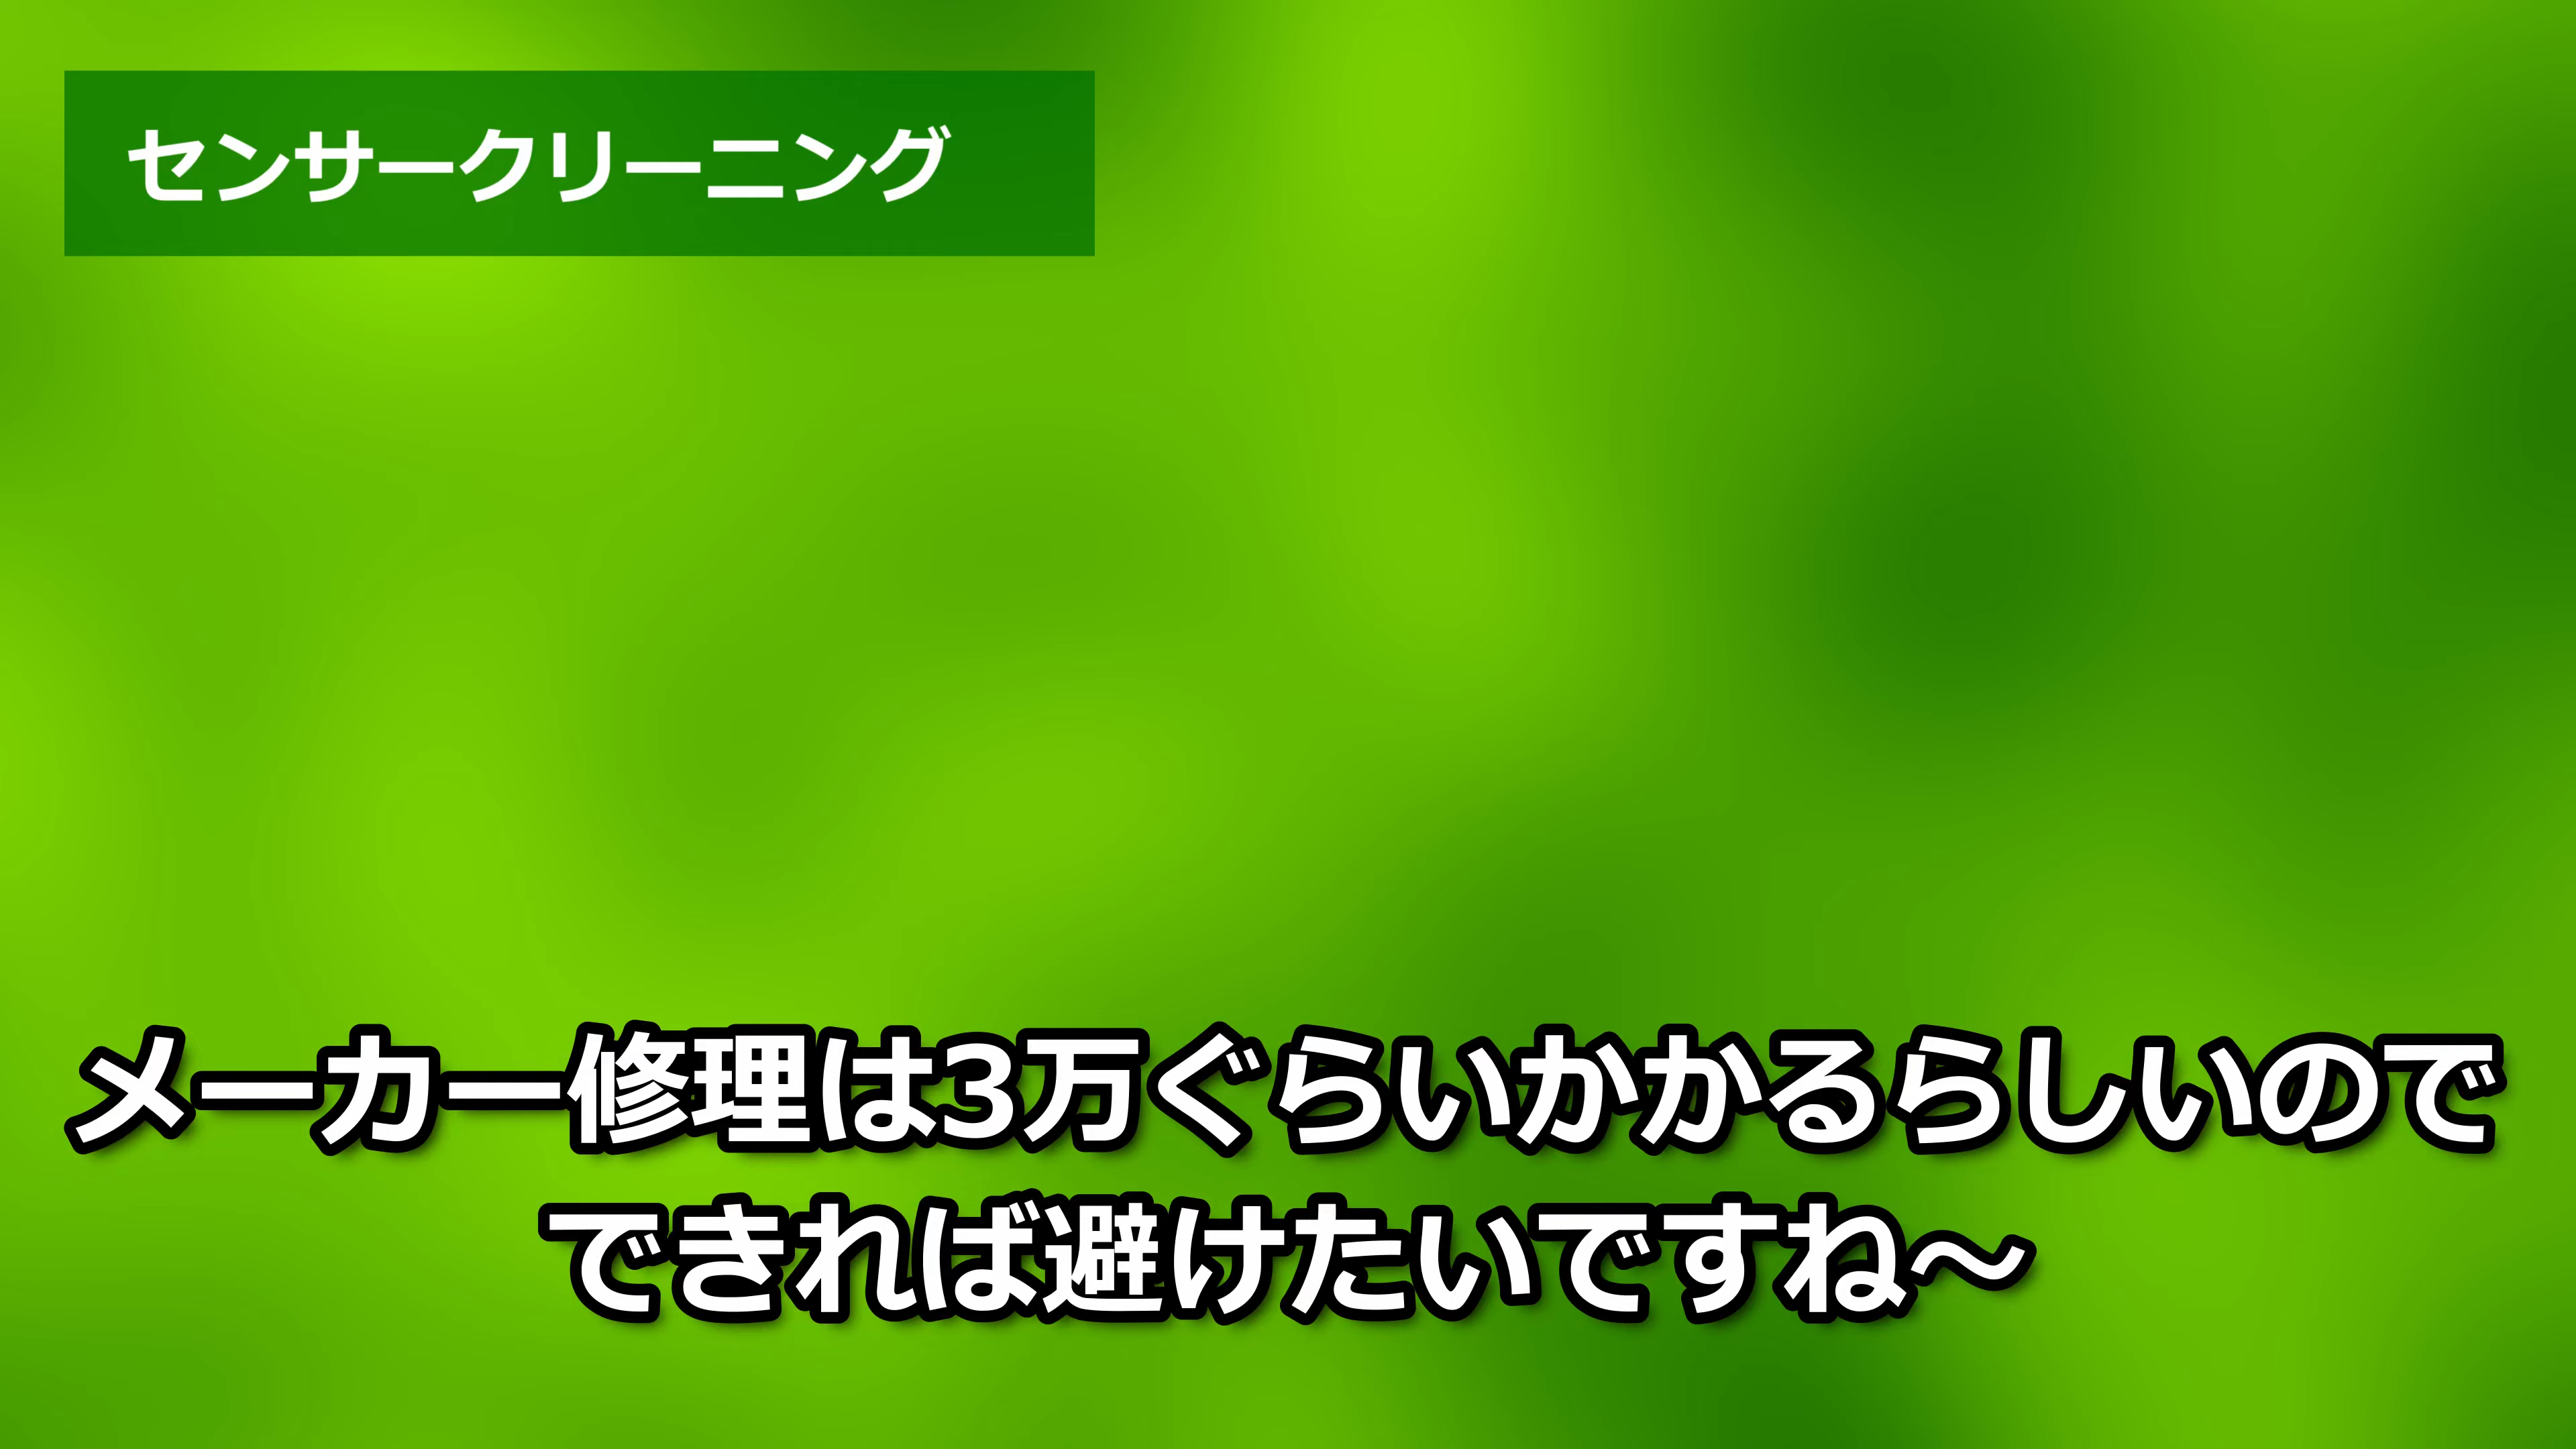 センサークリーニング
メーカー修理は3万ぐらいかかるらしいので
できれば避けたいですね～